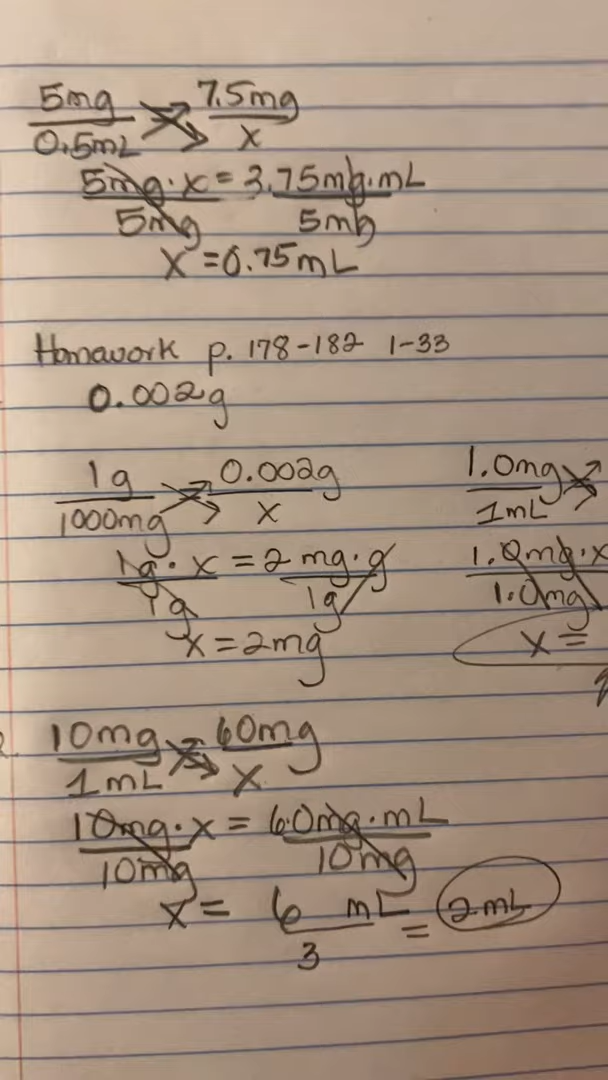 5mg 7.5mg
0.5mL x
5mg · x = 3.75mg·mL
5mg 5mg
x = 0.75mL
Homework p. 178-182 1-33
0.002g
1g 0.002g
1000mg x
1g · x = 2 mg·g
1g 1g
x = 2mg
1.0mg
1mL
1.0mg·x
1.0mg
x =
10mg 60mg
1mL x
10mg·x = 60mg·mL
10mg 10mg
x = 6 mL = 2mL
3